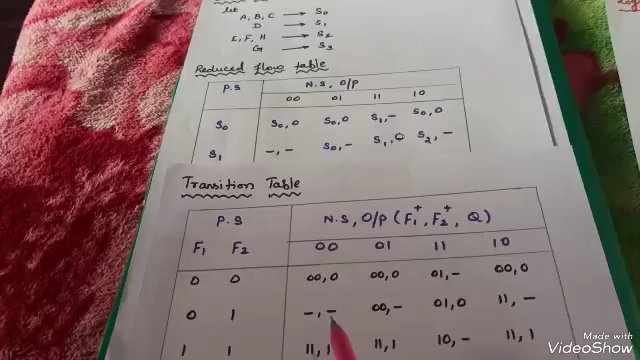 let
A, B, C → S₀
D → S₁
E, F, H → S₂
G → S₃
Reduced flow table
P.S N.S, O/P
00 01 11 10
S₀ S₀,0 S₀,0 S₁,- S₀,0
S₁ -,- S₀,- S₁,0 S₂,-
Transition Table
P.S N.S, O/P (F₁⁺, F₂⁺, Q)
F₁ F₂ 00 01 11 10
0 0 00,0 00,0 01,- 00,0
0 1 -,- 00,- 01,0 11,-
1 1 11,1 11,1 10,- 11,1
Made with
VideoShow